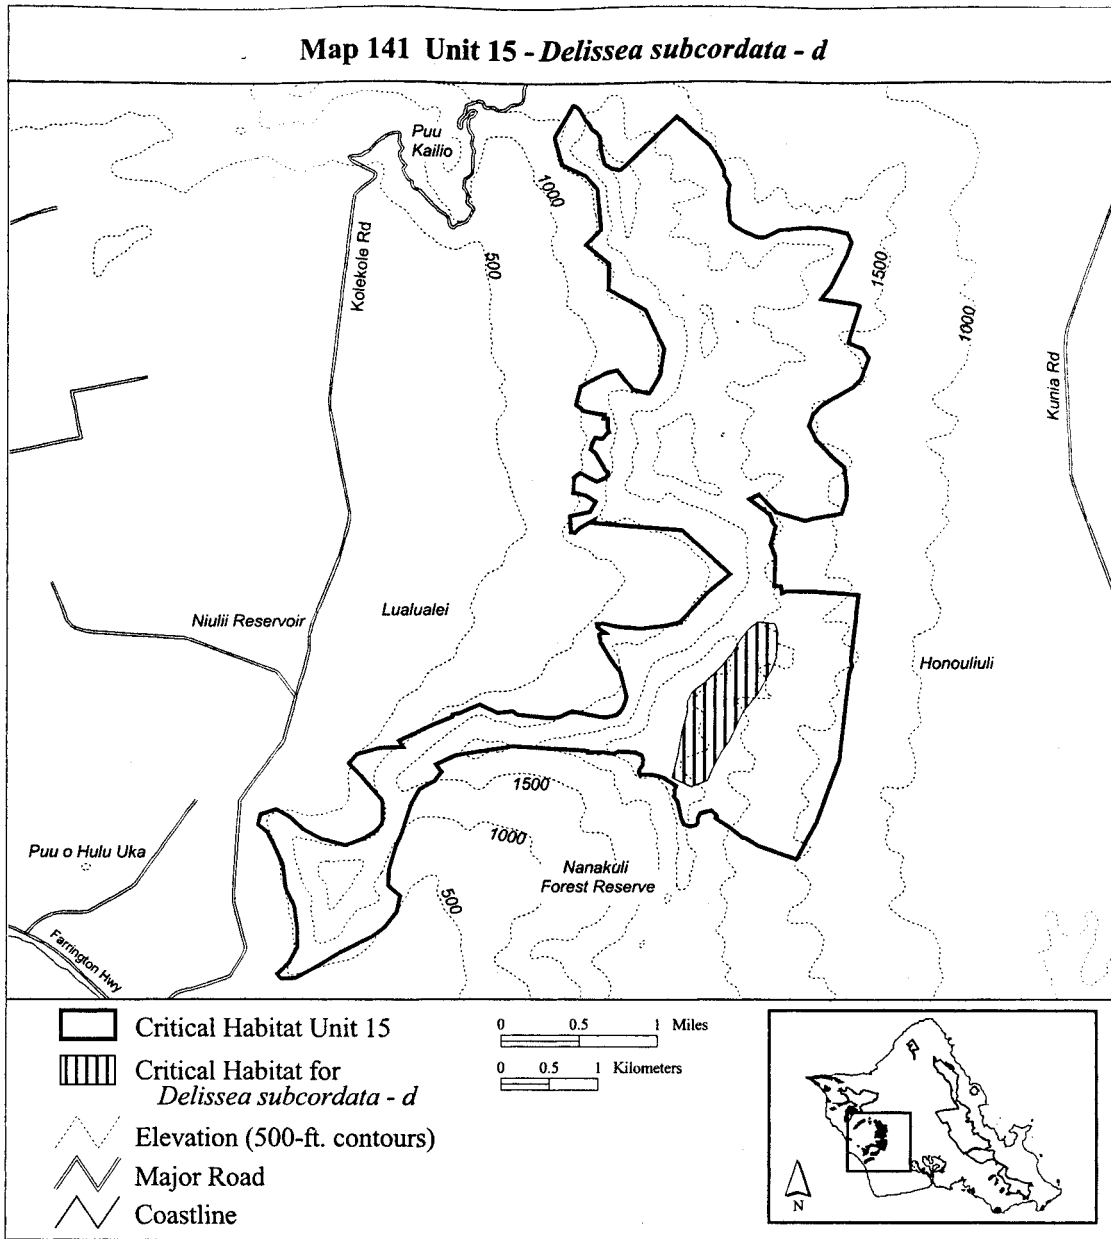 Map 141 Unit 15 - Delissea subcordata - d
Puu
Kailio
1000
Kolekole Rd
500
1500
1000
Kunia Rd
Niulii Reservoir
Lualualei
Honouliuli
1500
1000
Puu o Hulu Uka
Nanakuli
Forest Reserve
500
Farrington Hwy
Critical Habitat Unit 15
Critical Habitat for
Delissea subcordata - d
Elevation (500-ft. contours)
Major Road
Coastline
0 0.5 1 Miles
0 0.5 1 Kilometers
N